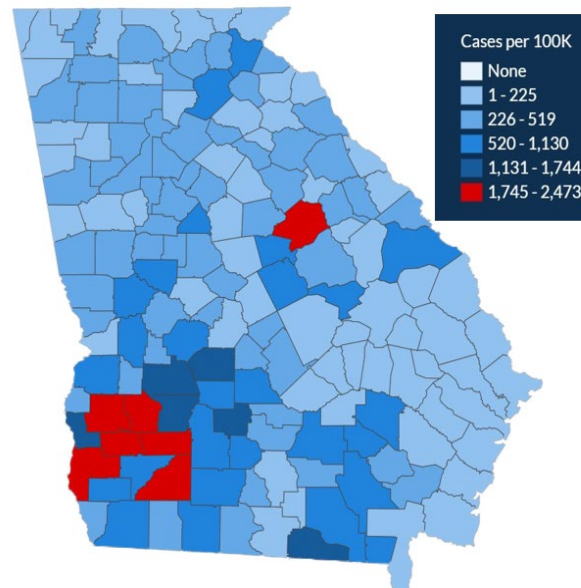 Cases per 100K
None
1 - 225
226 - 519
520 - 1,130
1,131 - 1,744
1,745 - 2,473